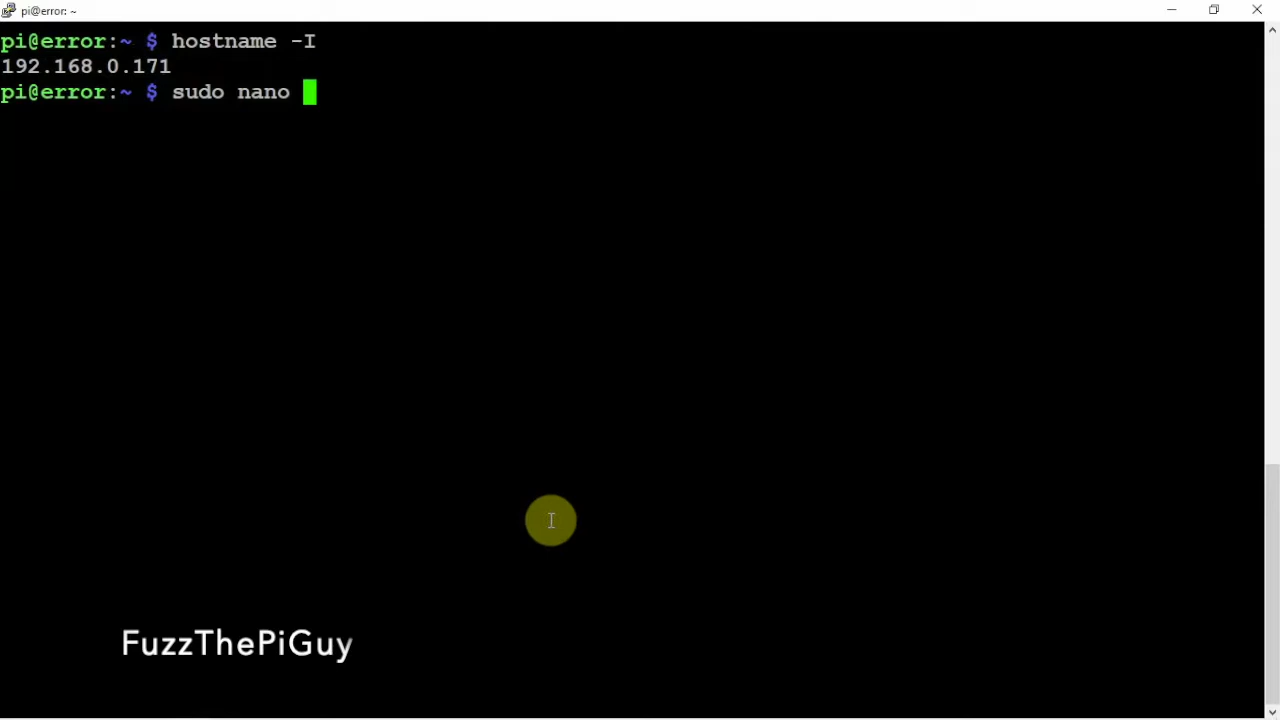 pi@error: ~
pi@error:~ $ hostname -I
192.168.0.171
pi@error:~ $ sudo nano
FuzzThePiGuy